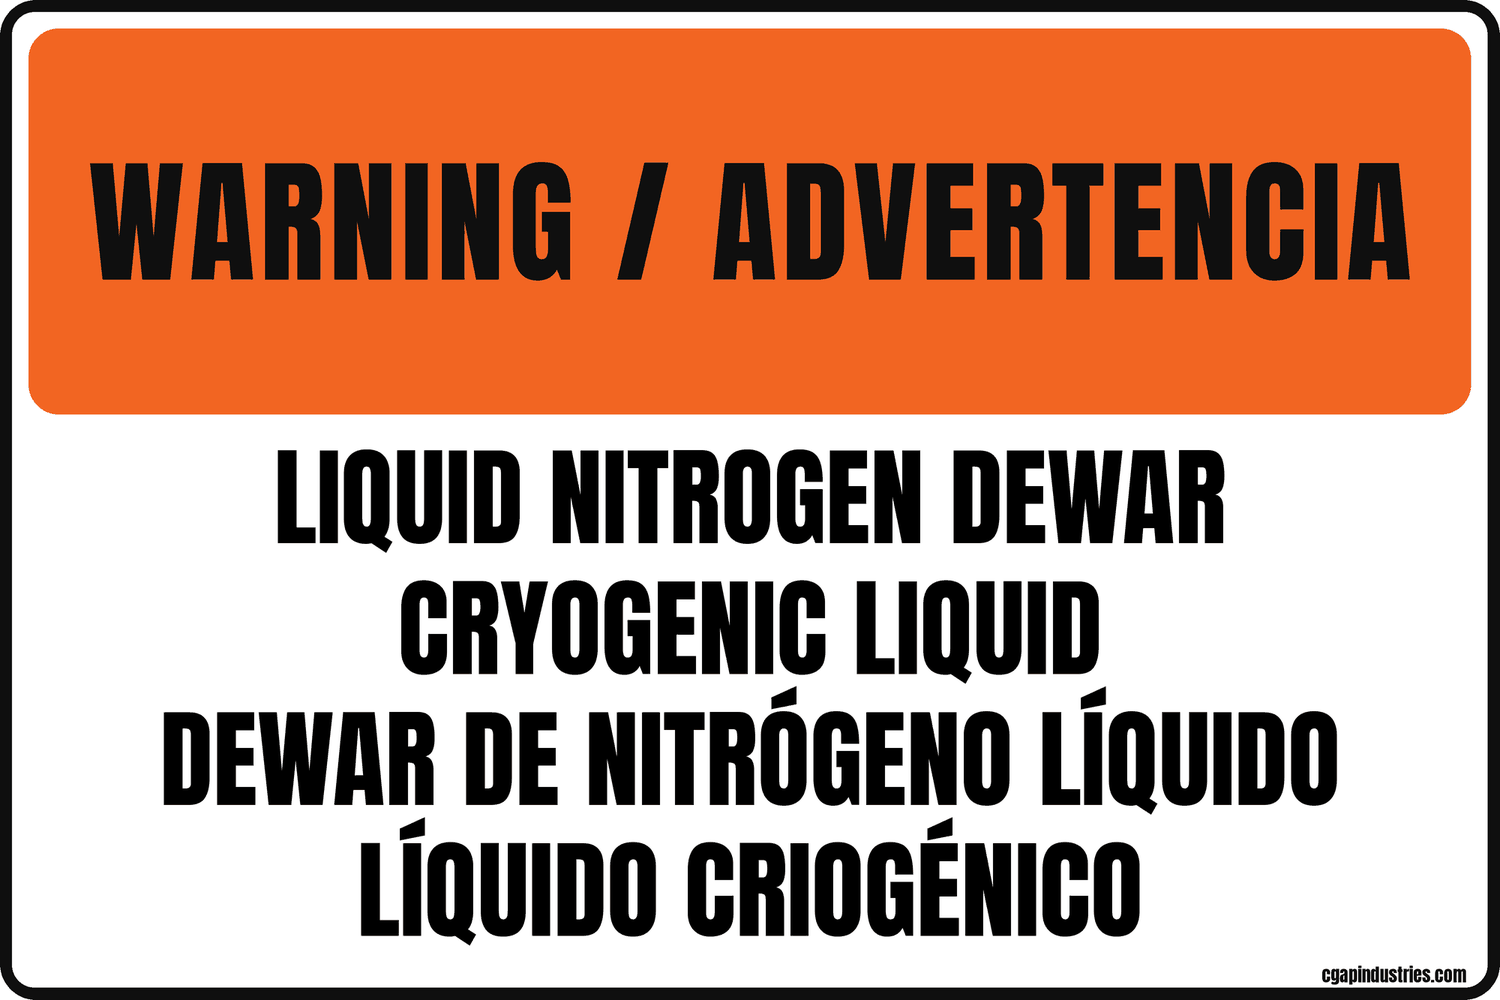 WARNING / ADVERTENCIA
LIQUID NITROGEN DEWAR
CRYOGENIC LIQUID
DEWAR DE NITRÓGENO LÍQUIDO
LÍQUIDO CRIOGÉNICO
cgapindustries.com